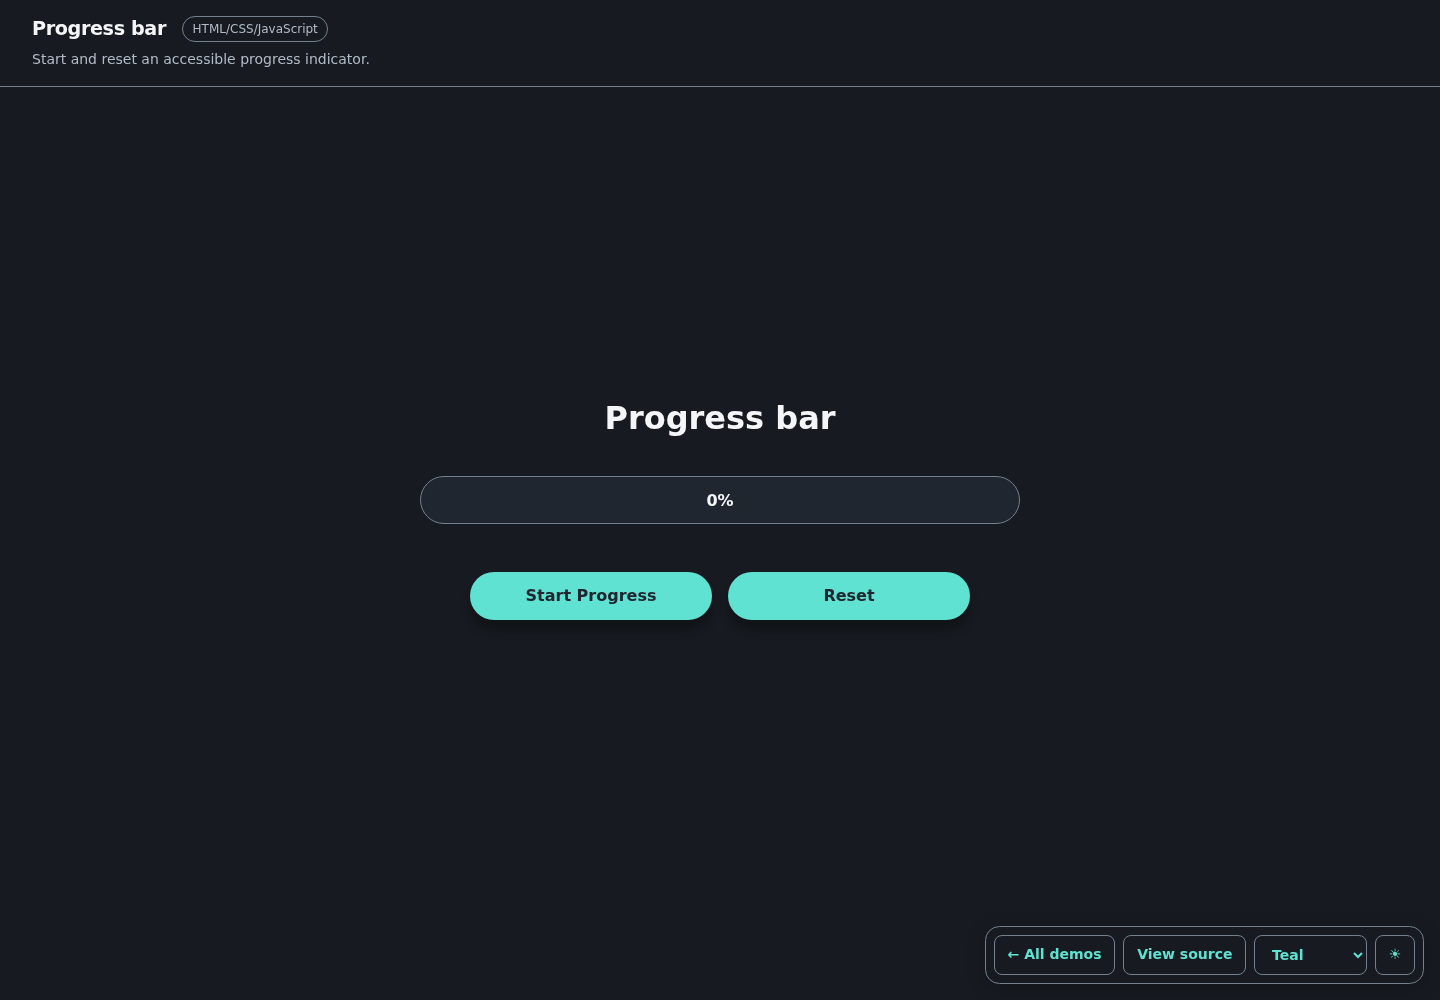 Progress bar HTML/CSS/JavaScript
Start and reset an accessible progress indicator.
Progress bar
0%
Start Progress Reset
← All demos View source Teal ☀